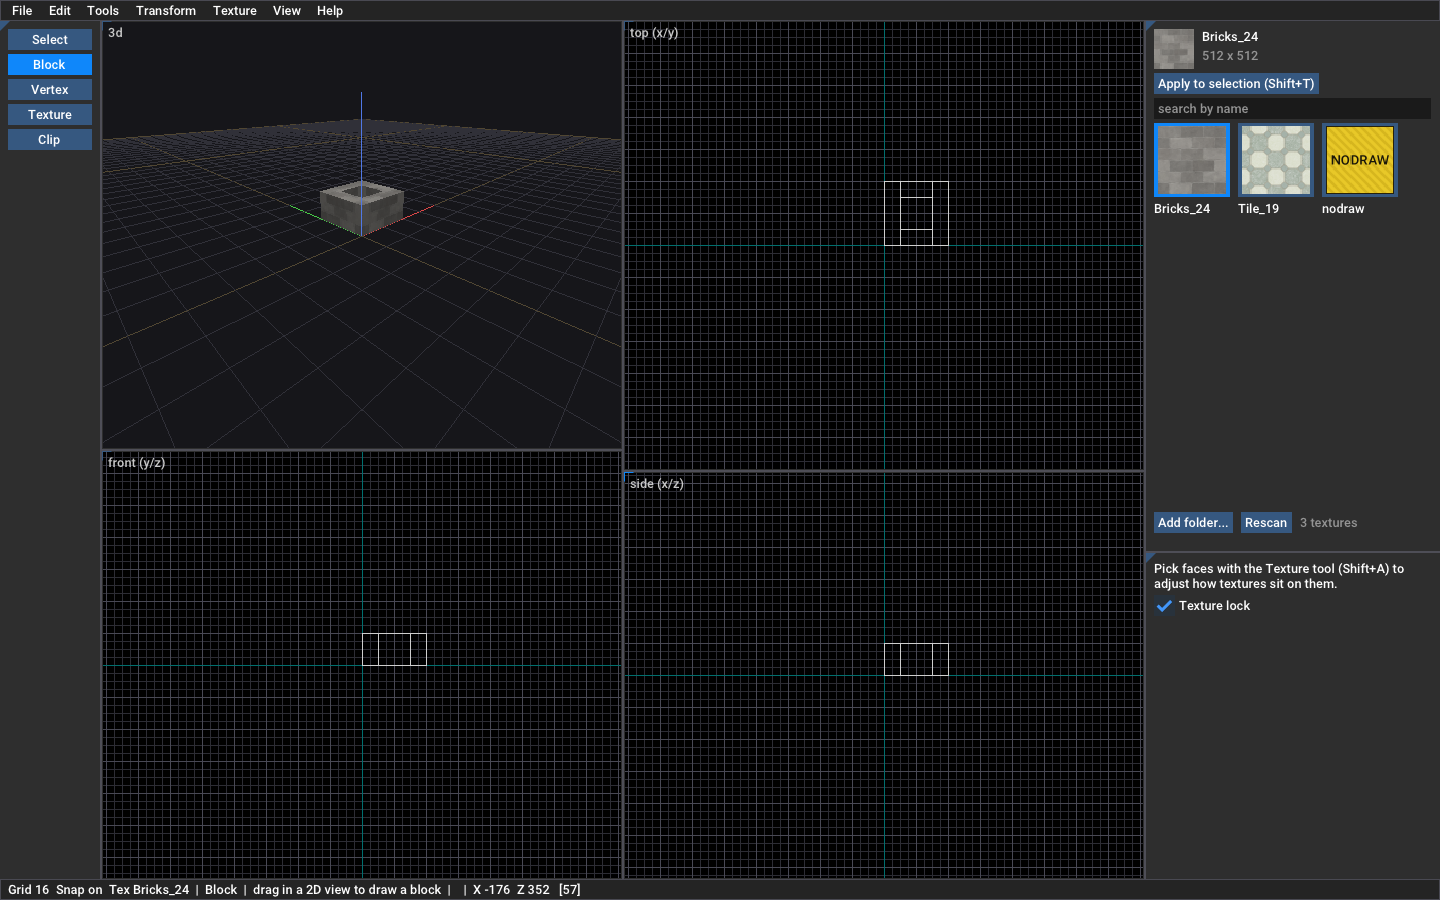 File Edit Tools Transform Texture View Help
Select
Block
Vertex
Texture
Clip
3d
top (x/y)
front (y/z)
side (x/z)
Bricks_24
512 x 512
Apply to selection (Shift+T)
search by name
NODRAW
Bricks_24 Tile_19 nodraw
Add folder... Rescan 3 textures
Pick faces with the Texture tool (Shift+A) to
adjust how textures sit on them.
Texture lock
Grid 16 Snap on Tex Bricks_24 | Block | drag in a 2D view to draw a block | | X -176 Z 352 [57]